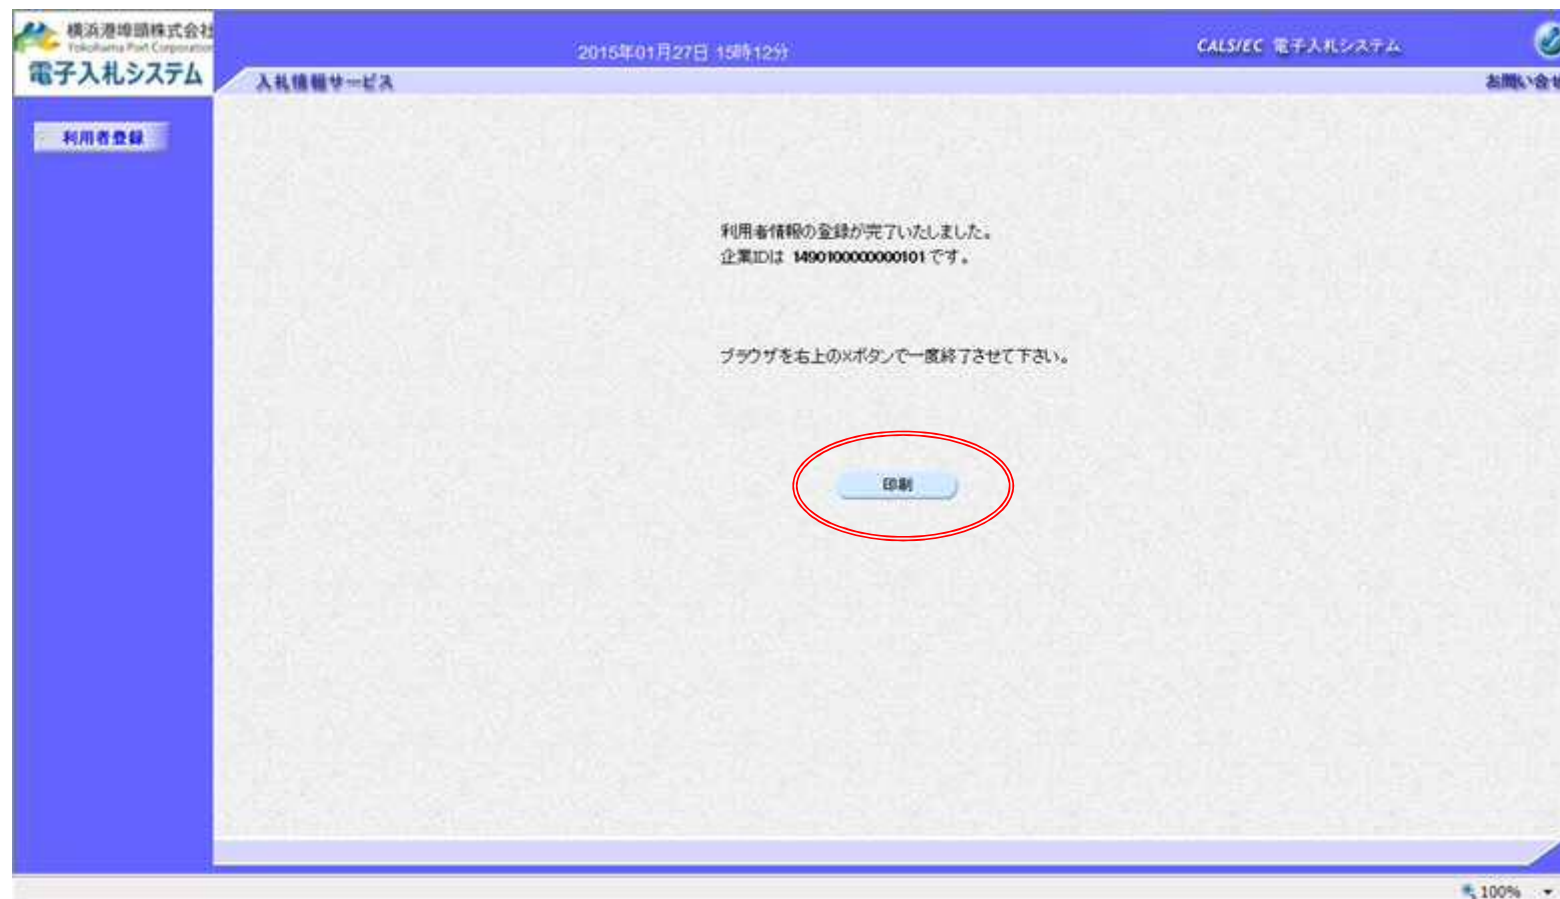 横浜港埠頭株式会社
Yokohama Port Corporation
電子入札システム
2015年01月27日 15時12分
CALS/EC 電子入札システム
入札情報サービス
お問い合せ
利用者登録
利用者情報の登録が完了いたしました。
企業IDは 1490100000000101 です。
ブラウザを右上の×ボタンで一度終了させて下さい。
印刷
100%